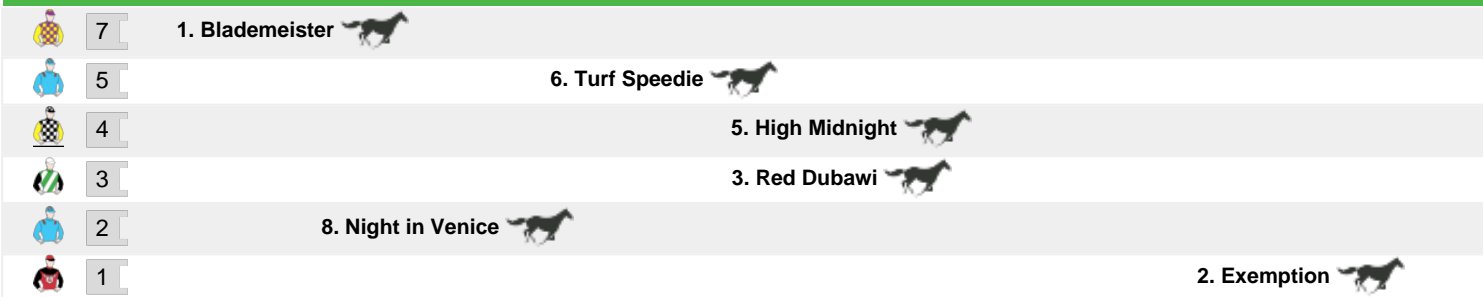 7 1. Blademeister
5 6. Turf Speedie
4 5. High Midnight
3 3. Red Dubawi
2 8. Night in Venice
1 2. Exemption